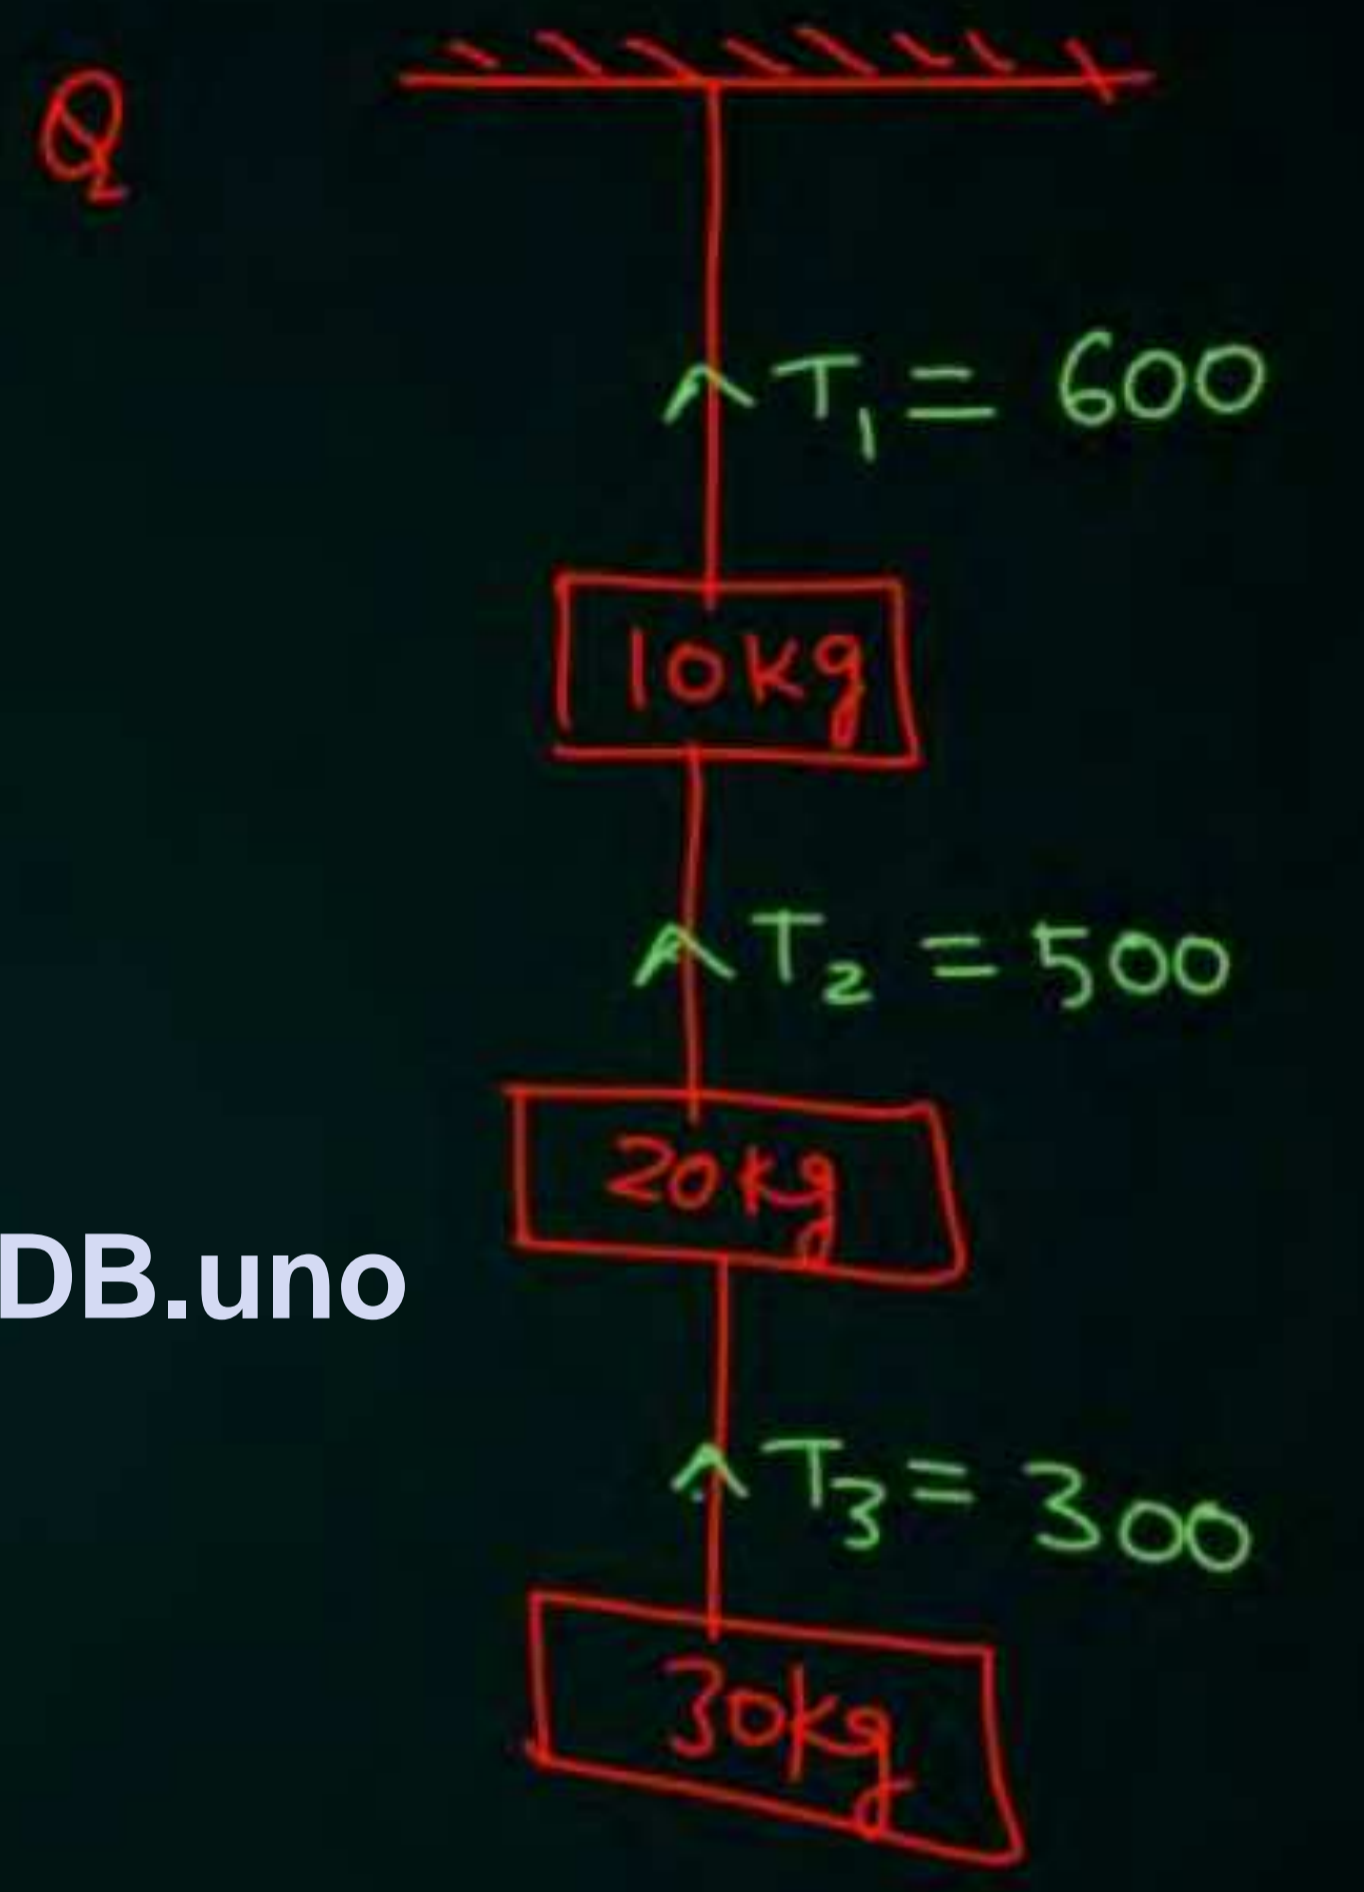 Q
T₁ = 600
10kg
T₂ = 500
20kg
DB.uno
T₃ = 300
30kg